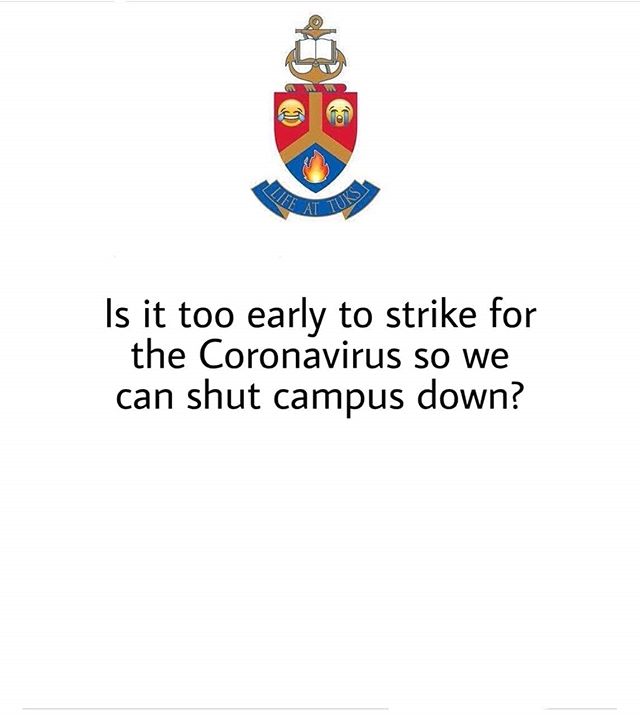 LIFE AT TUKS
Is it too early to strike for
the Coronavirus so we
can shut campus down?